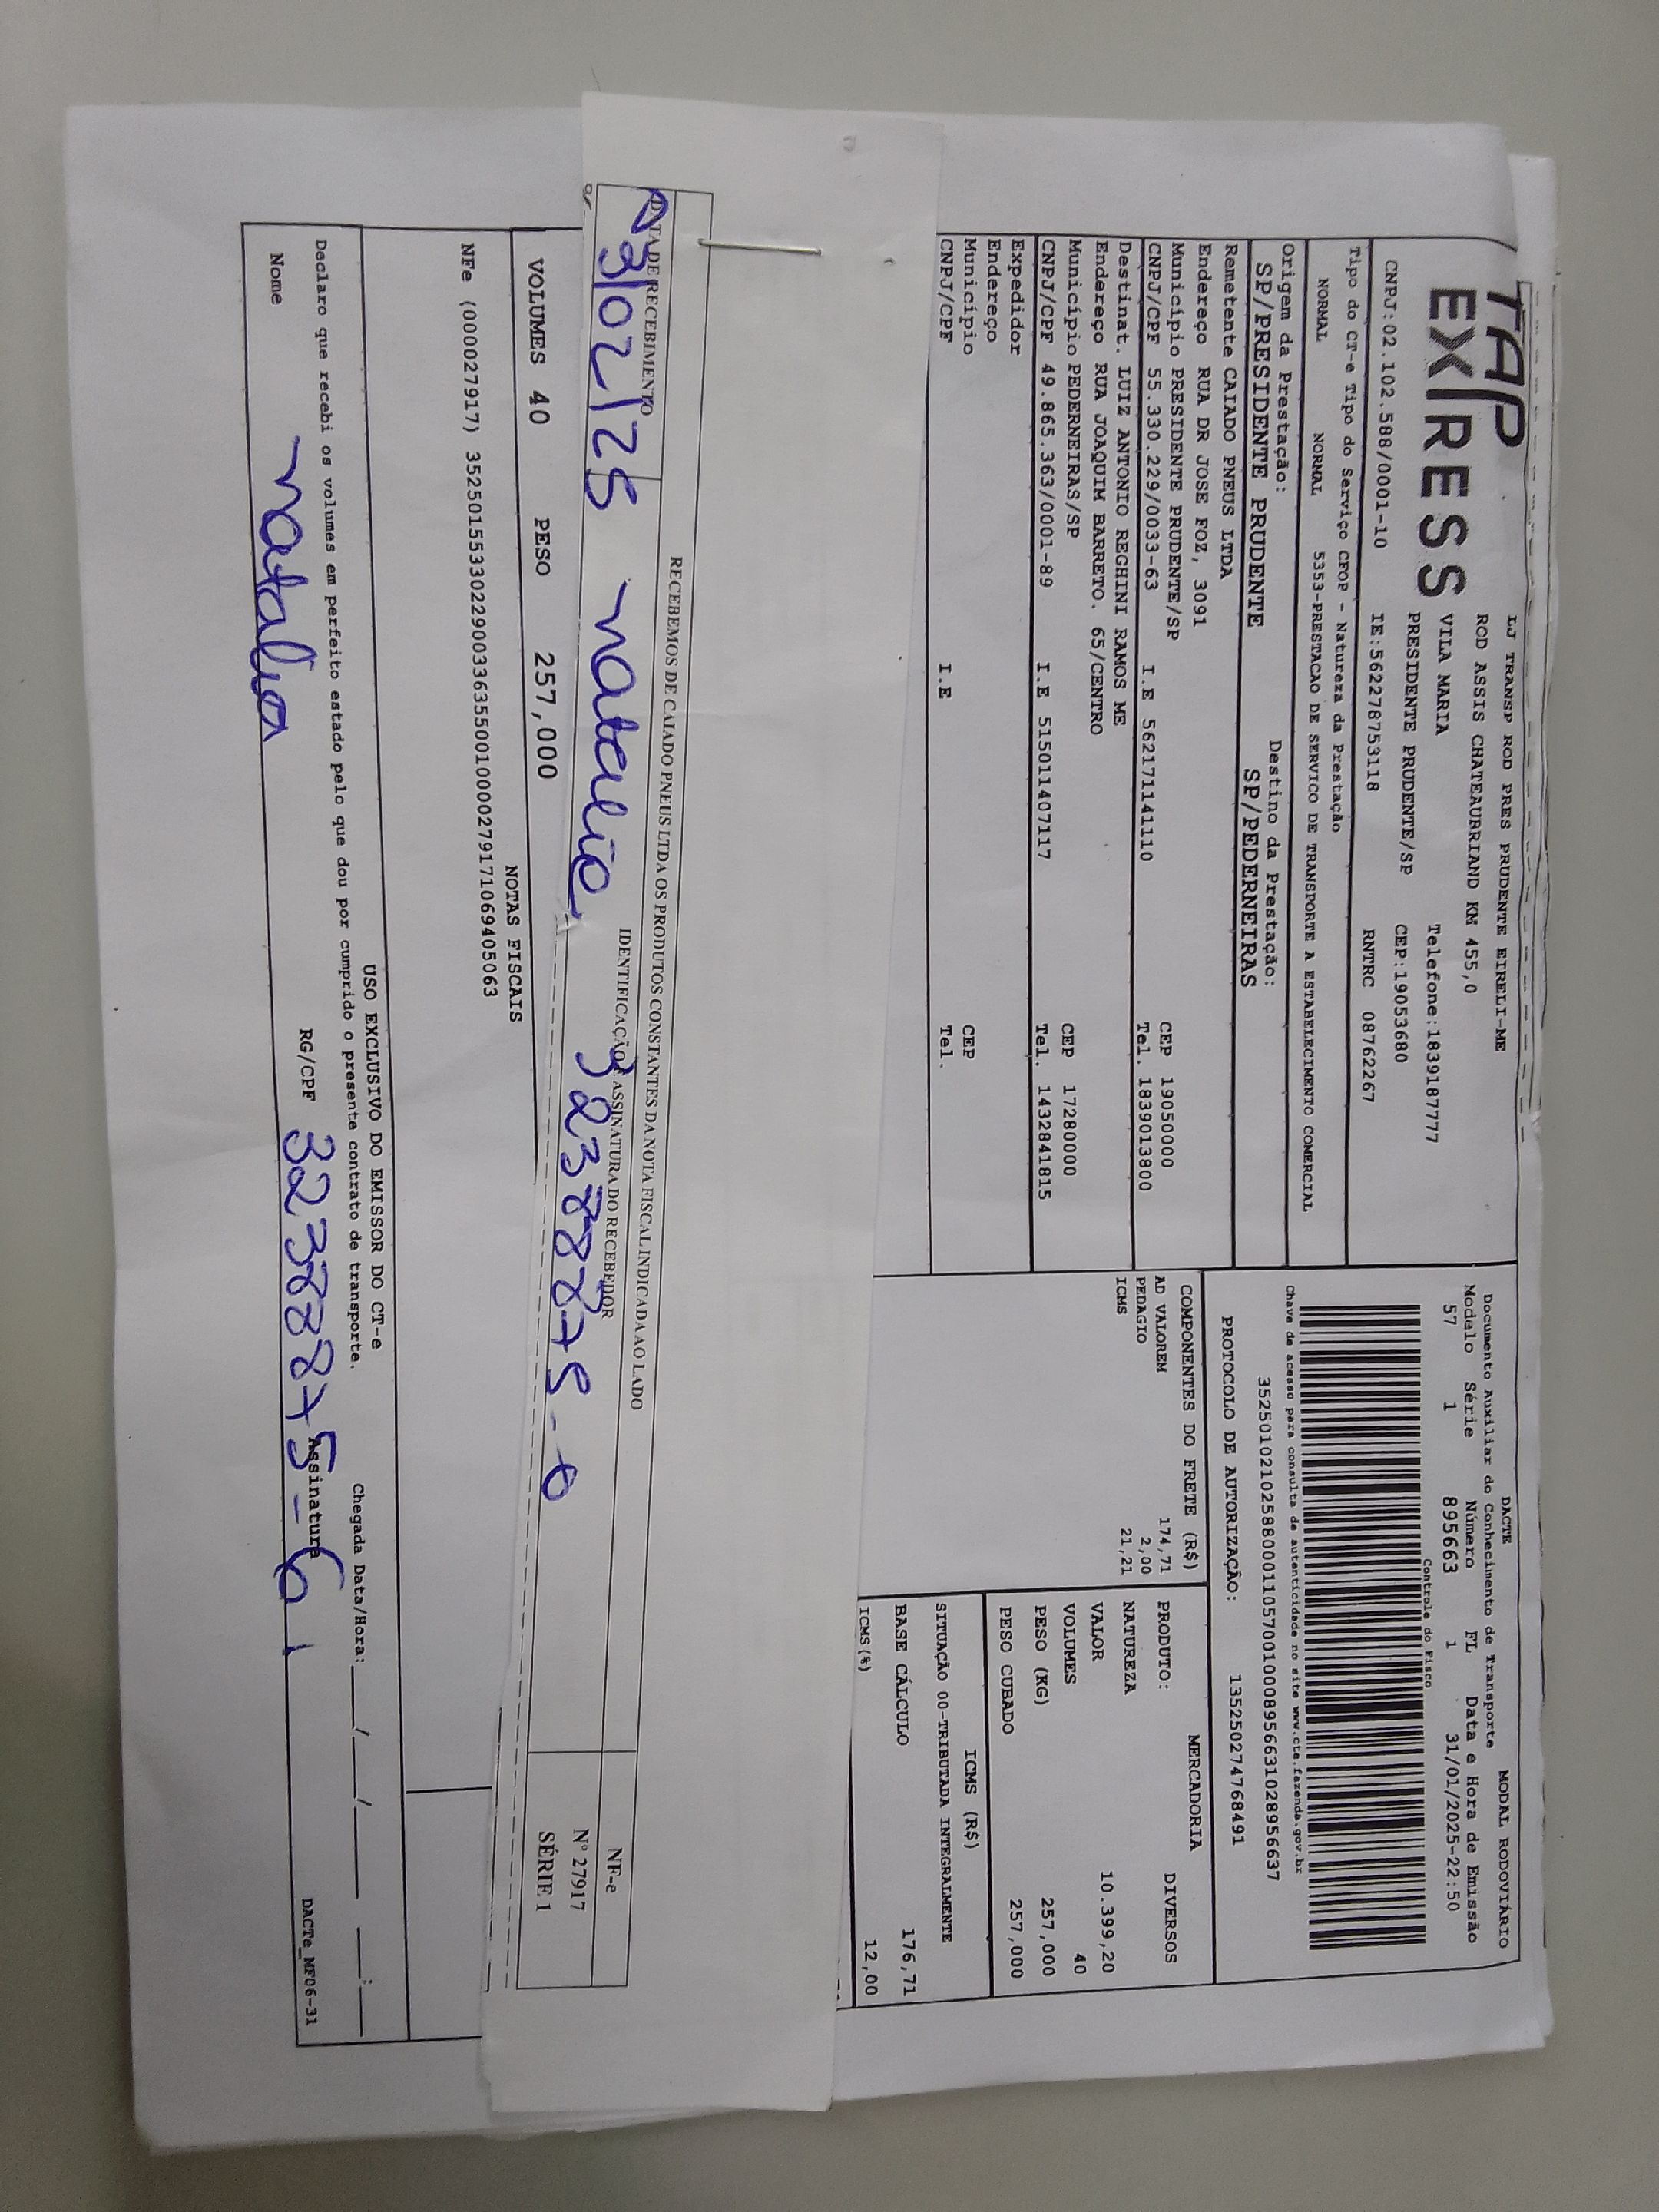 TAP
EXPRESS
LJ TRANSP ROD PRES PRUDENTE EIRELI-ME
ROD ASSIS CHATEAUBRIAND KM 455,0
VILA MARIA Telefone:1839187777
PRESIDENTE PRUDENTE/SP CEP:19053680
CNPJ:02.102.588/0001-10 IE:562278753118 RNTRC 08762267
Tipo do CT-e Tipo do Serviço CFOP - Natureza da Prestação
NORMAL NORMAL 5353-PRESTACAO DE SERVICO DE TRANSPORTE A ESTABELECIMENTO COMERCIAL
Origem da Prestação: Destino da Prestação:
SP/PRESIDENTE PRUDENTE SP/PEDERNEIRAS
Remetente CAIADO PNEUS LTDA
Endereço RUA DR JOSE FOZ, 3091
Município PRESIDENTE PRUDENTE/SP CEP 19050000
CNPJ/CPF 55.330.229/0033-63 I.E 562171141110 Tel. 1839013800
Destinat. LUIZ ANTONIO REGHINI RAMOS ME
Endereço RUA JOAQUIM BARRETO. 65/CENTRO
Município PEDERNEIRAS/SP CEP 17280000
CNPJ/CPF 49.865.363/0001-89 I.E 515011407117 Tel. 1432841815
Expedidor
Endereço
Município CEP
CNPJ/CPF I.E Tel.
DACTE MODAL RODOVIÁRIO
Documento Auxiliar do Conhecimento de Transporte
Modelo Série Número FL Data e Hora de Emissão
57 1 895663 1 31/01/2025-22:50
Controle do Fisco
Chave de acesso para consulta de autenticidade no site www.cte.fazenda.gov.br
35250102102588000110570010008956631028956637
PROTOCOLO DE AUTORIZAÇÃO: 135250274768491
COMPONENTES DO FRETE (R$)
AD VALOREM 174,71
PEDAGIO 2,00
ICMS 21,21
MERCADORIA
PRODUTO: DIVERSOS
NATUREZA
VALOR 10.399,20
VOLUMES 40
PESO (KG) 257,000
PESO CUBADO 257,000
ICMS (R$)
SITUAÇÃO 00-TRIBUTADA INTEGRALMENTE
BASE CÁLCULO 176,71
ICMS(%) 12,00
RECEBEMOS DE CAIADO PNEUS LTDA OS PRODUTOS CONSTANTES DA NOTA FISCAL INDICADA AO LADO
DATA DE RECEBIMENTO IDENTIFICAÇÃO E ASSINATURA DO RECEBEDOR
03/02/25 natalia 32388875-6
NF-e
Nº 27917
SÉRIE 1
VOLUMES 40 PESO 257,000
NOTAS FISCAIS
NFe (000027917) 35250155330229003363550010000279171069405063
USO EXCLUSIVO DO EMISSOR DO CT-e
Declaro que recebi os volumes em perfeito estado pelo que dou por cumprido o presente contrato de transporte. Chegada Data/Hora:___/___/____ __:__
Nome natalia RG/CPF 32388875-6 Assinatura DACTe_MF06-31